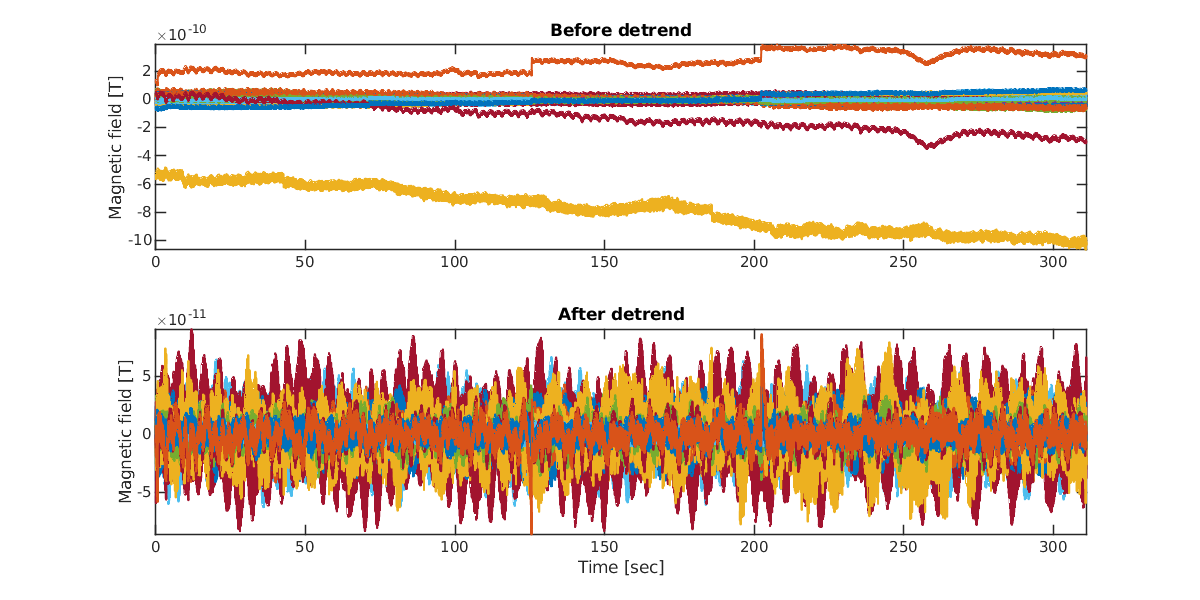 Before detrend
×10-10
2
0
-2
-4
-6
-8
-10
Magnetic field [T]
0 50 100 150 200 250 300
After detrend
×10-11
5
0
-5
Magnetic field [T]
0 50 100 150 200 250 300
Time [sec]